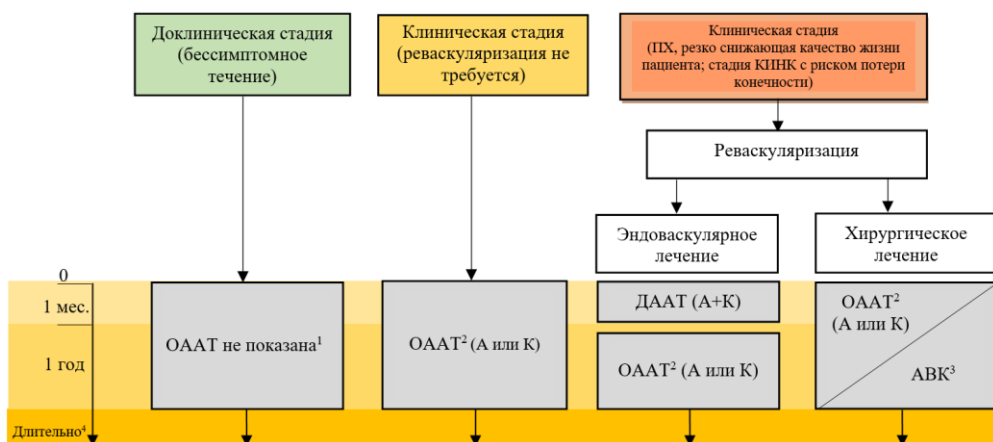 Доклиническая стадия
(бессимптомное
течение)
Клиническая стадия
(реваскуляризация не
требуется)
Клиническая стадия
(ПХ, резко снижающая качество жизни
пациента; стадия КИНК с риском потери
конечности)
Реваскуляризация
Эндоваскулярное
лечение
Хирургическое
лечение
0
1 мес.
1 год
Длительно⁴
ОААТ не показана¹
ОААТ² (А или К)
ДААТ (А+К)
ОААТ² (А или К)
ОААТ²
(А или К)
АВК³